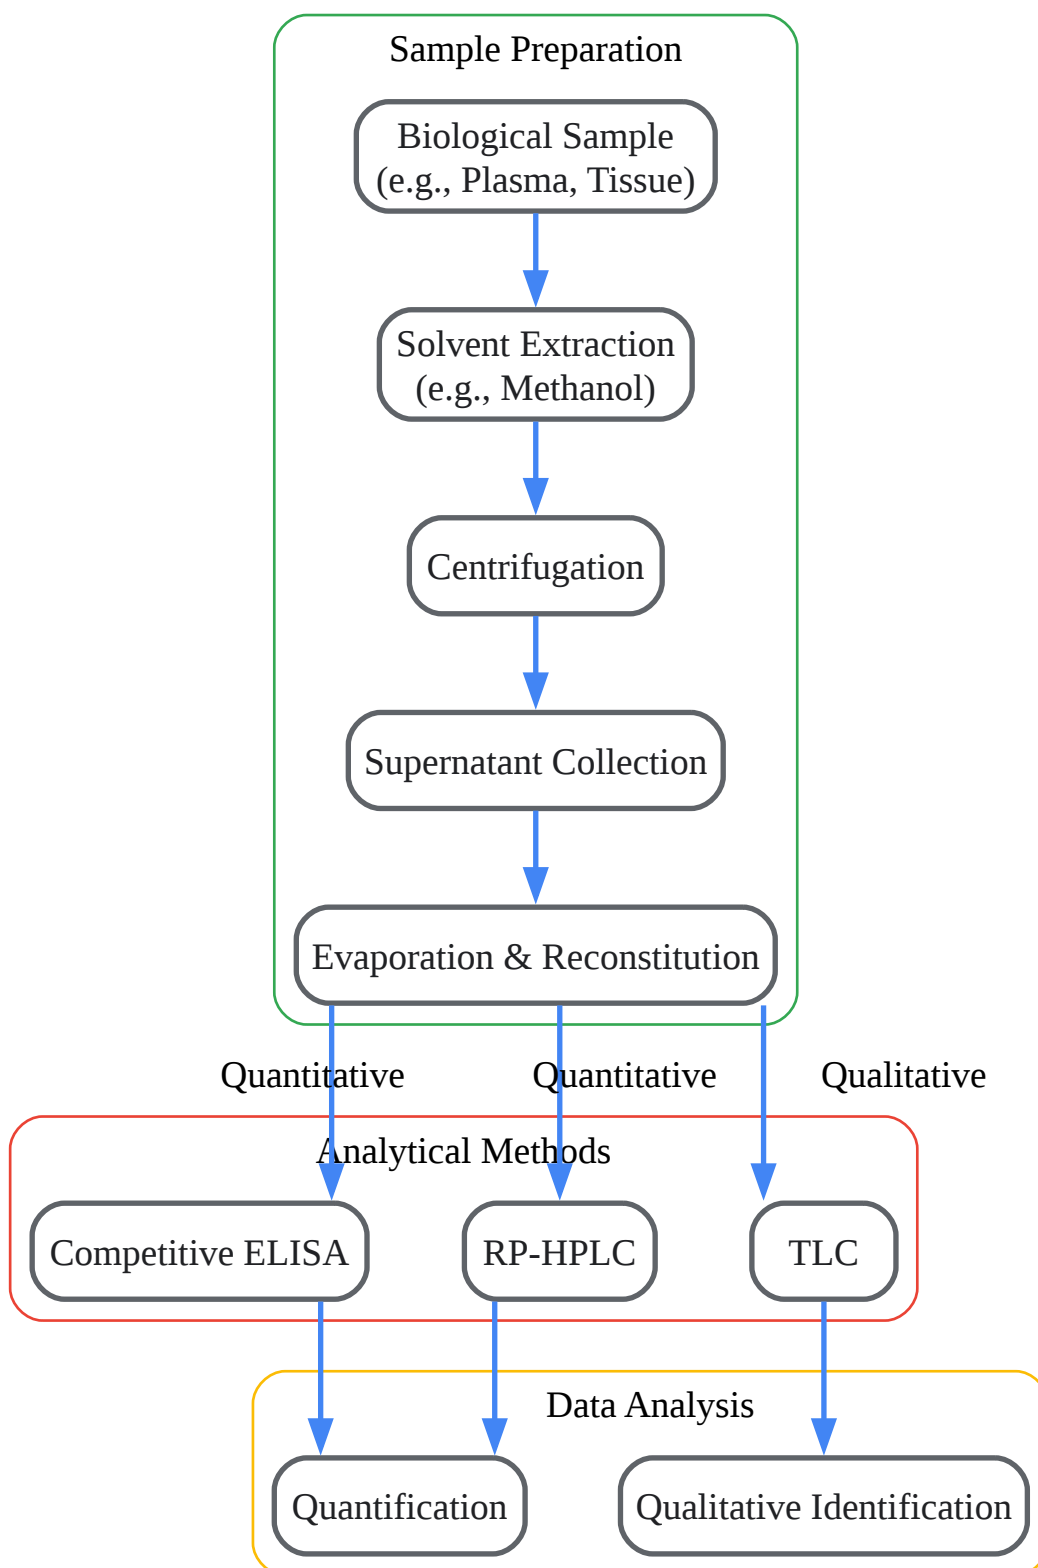 Sample Preparation
Biological Sample
(e.g., Plasma, Tissue)
Solvent Extraction
(e.g., Methanol)
Centrifugation
Supernatant Collection
Evaporation & Reconstitution
Quantitative
Quantitative
Qualitative
Analytical Methods
Competitive ELISA
RP-HPLC
TLC
Data Analysis
Quantification
Qualitative Identification